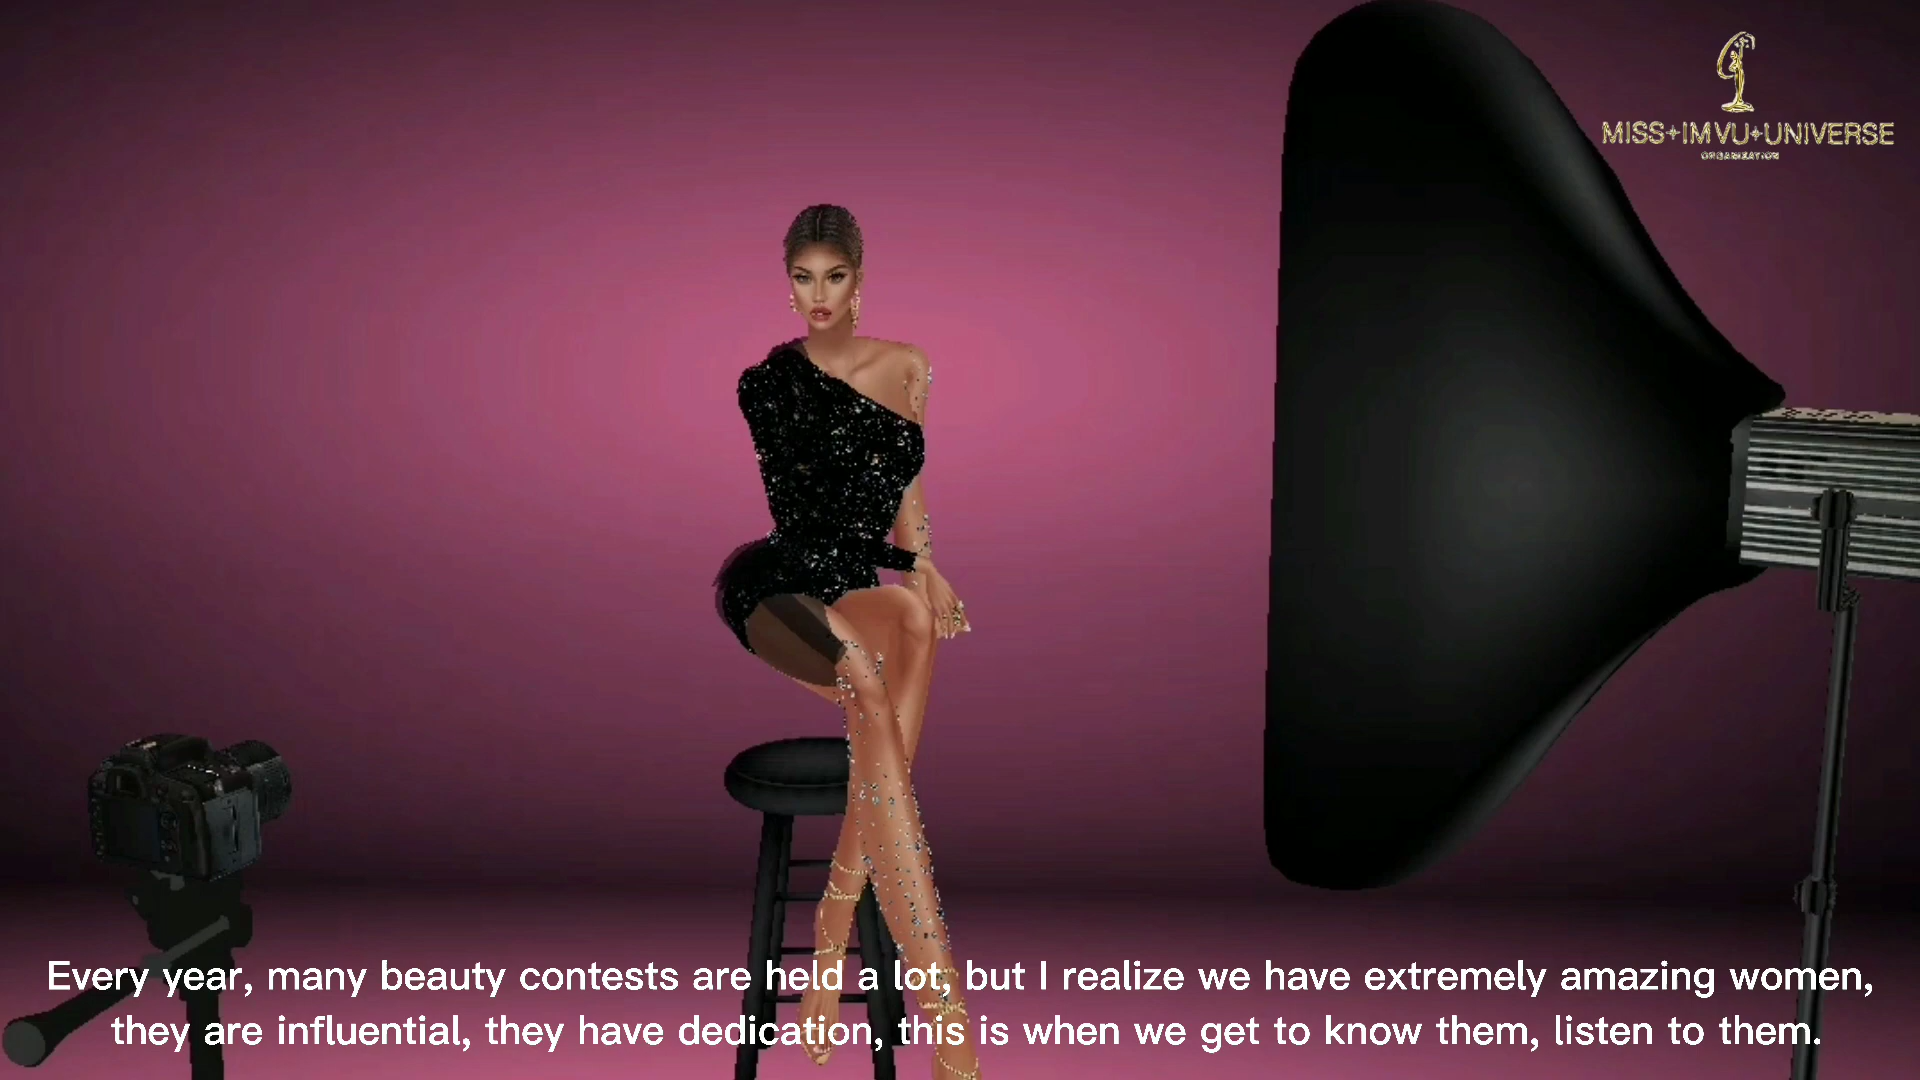 MISS+IMVU+UNIVERSE
ORGANIZATION
Every year, many beauty contests are held a lot, but I realize we have extremely amazing women,
they are influential, they have dedication, this is when we get to know them, listen to them.